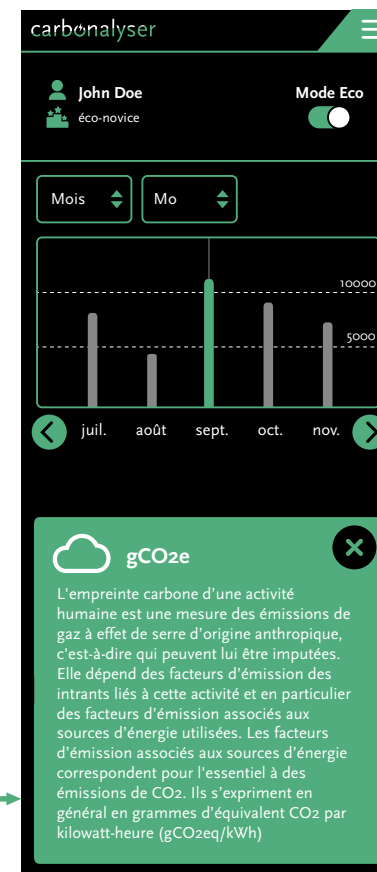 carbonalyser
John Doe
Mode Eco
éco-novice
Mois
Mo
10000
5000
juil. août sept. oct. nov.
gCO2e
L'empreinte carbone d'une activité
humaine est une mesure des émissions de
gaz à effet de serre d'origine anthropique,
c'est-à-dire qui peuvent lui être imputées.
Elle dépend des facteurs d'émission des
intrants liés à cette activité et en particulier
des facteurs d'émission associés aux
sources d'énergie utilisées. Les facteurs
d'émission associés aux sources d'énergie
correspondent pour l'essentiel à des
émissions de CO2. Ils s'expriment en
général en grammes d'équivalent CO2 par
kilowatt-heure (gCO2eq/kWh)